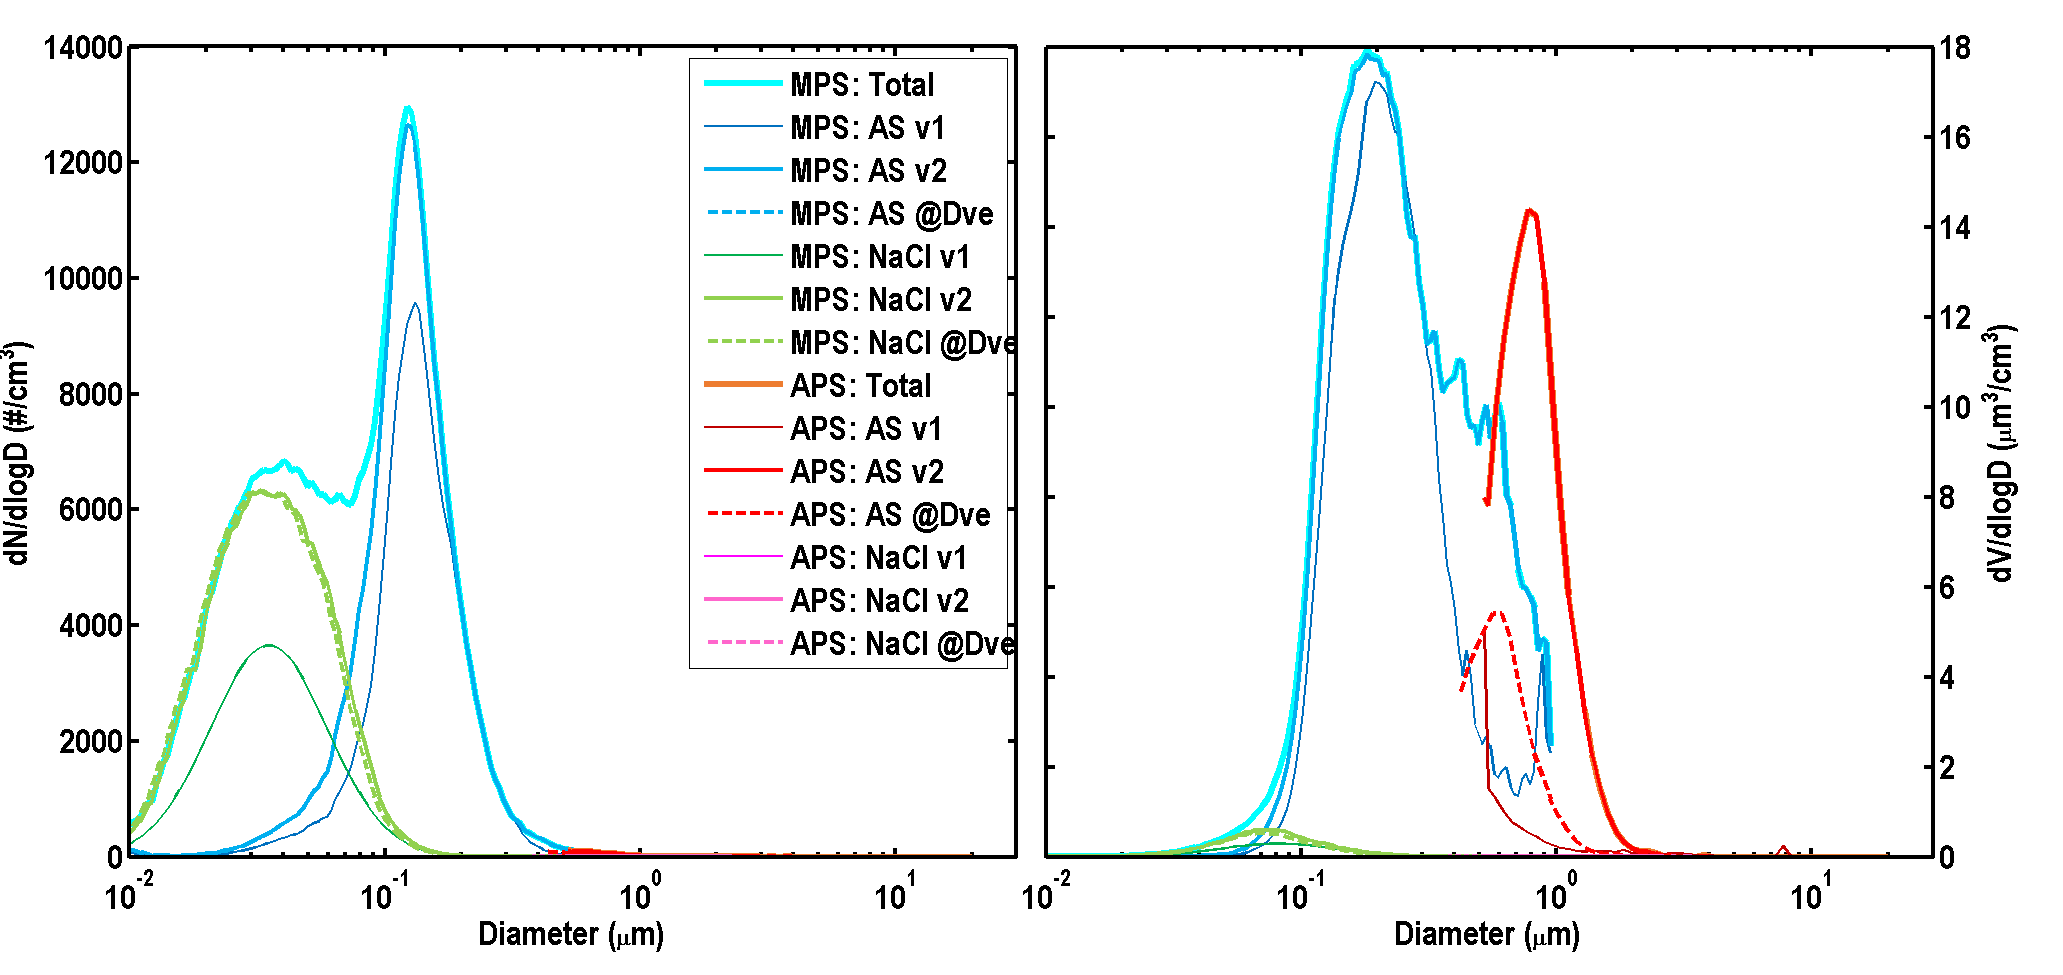 14000
12000
10000
8000
6000
4000
2000
0
dN/dlogD (#/cm³)
10⁻² 10⁻¹ 10⁰ 10¹
Diameter (μm)
MPS: Total
MPS: AS v1
MPS: AS v2
MPS: AS @Dve
MPS: NaCl v1
MPS: NaCl v2
MPS: NaCl @Dve
APS: Total
APS: AS v1
APS: AS v2
APS: AS @Dve
APS: NaCl v1
APS: NaCl v2
APS: NaCl @Dve
18
16
14
12
10
8
6
4
2
0
dV/dlogD (μm³/cm³)
10⁻² 10⁻¹ 10⁰ 10¹
Diameter (μm)